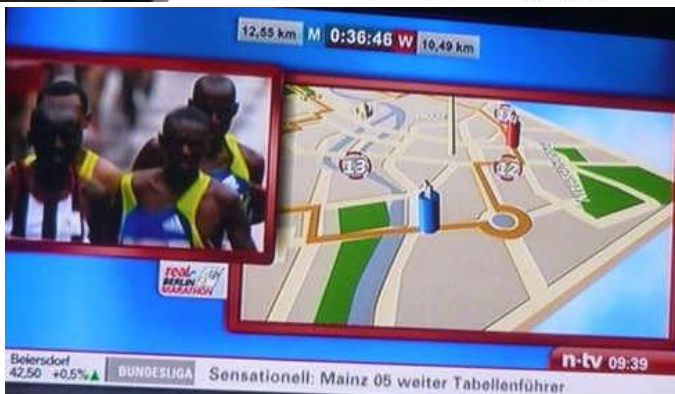 12,55 km M 0:36:46 W 10,49 km
13
12
real,-
BERLIN
MARATHON
n-tv 09:39
Beiersdorf
42,50 +0,5% ▲
BUNDESLIGA
Sensationell: Mainz 05 weiter Tabellenführer